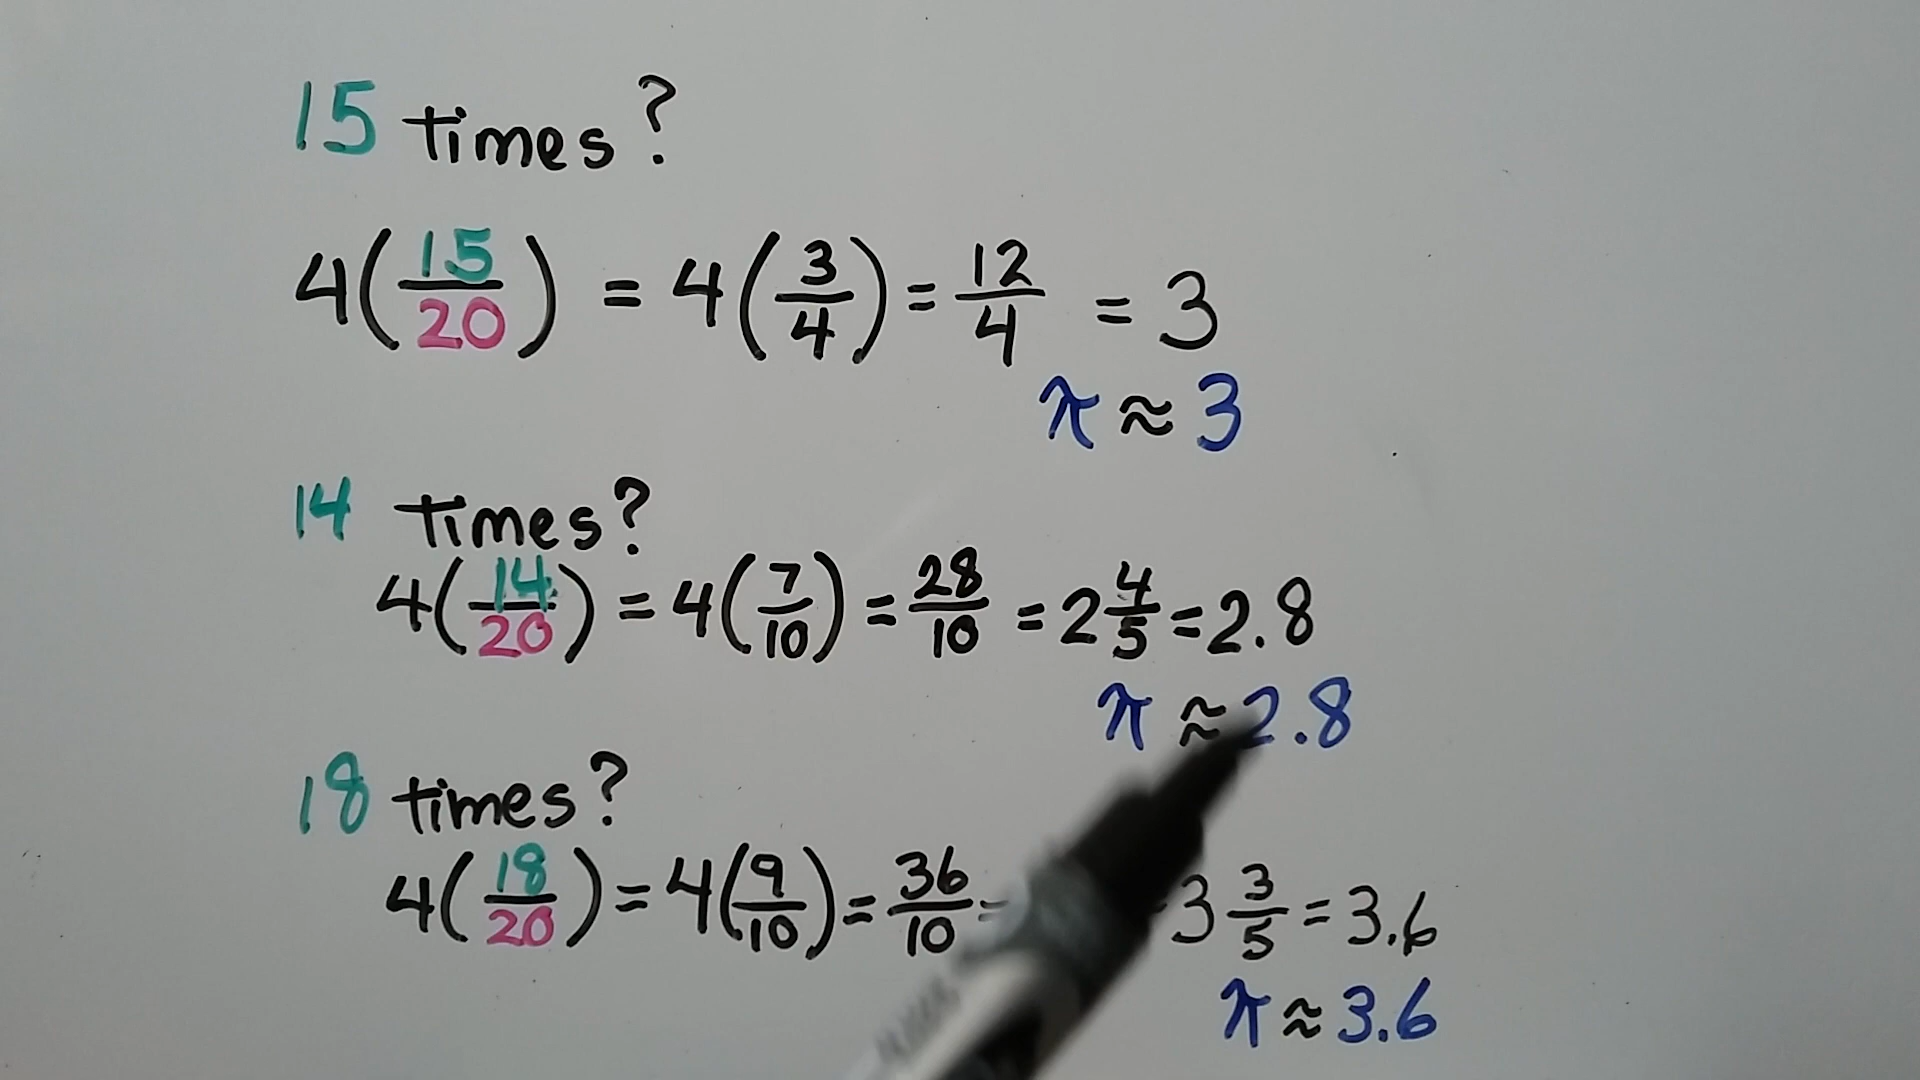 15 times?
4(15/20) = 4(3/4) = 12/4 = 3
π ≈ 3
14 times?
4(14/20) = 4(7/10) = 28/10 = 2 4/5 = 2.8
π ≈ 2.8
18 times?
4(18/20) = 4(9/10) = 36/10 = 3 3/5 = 3.6
π ≈ 3.6